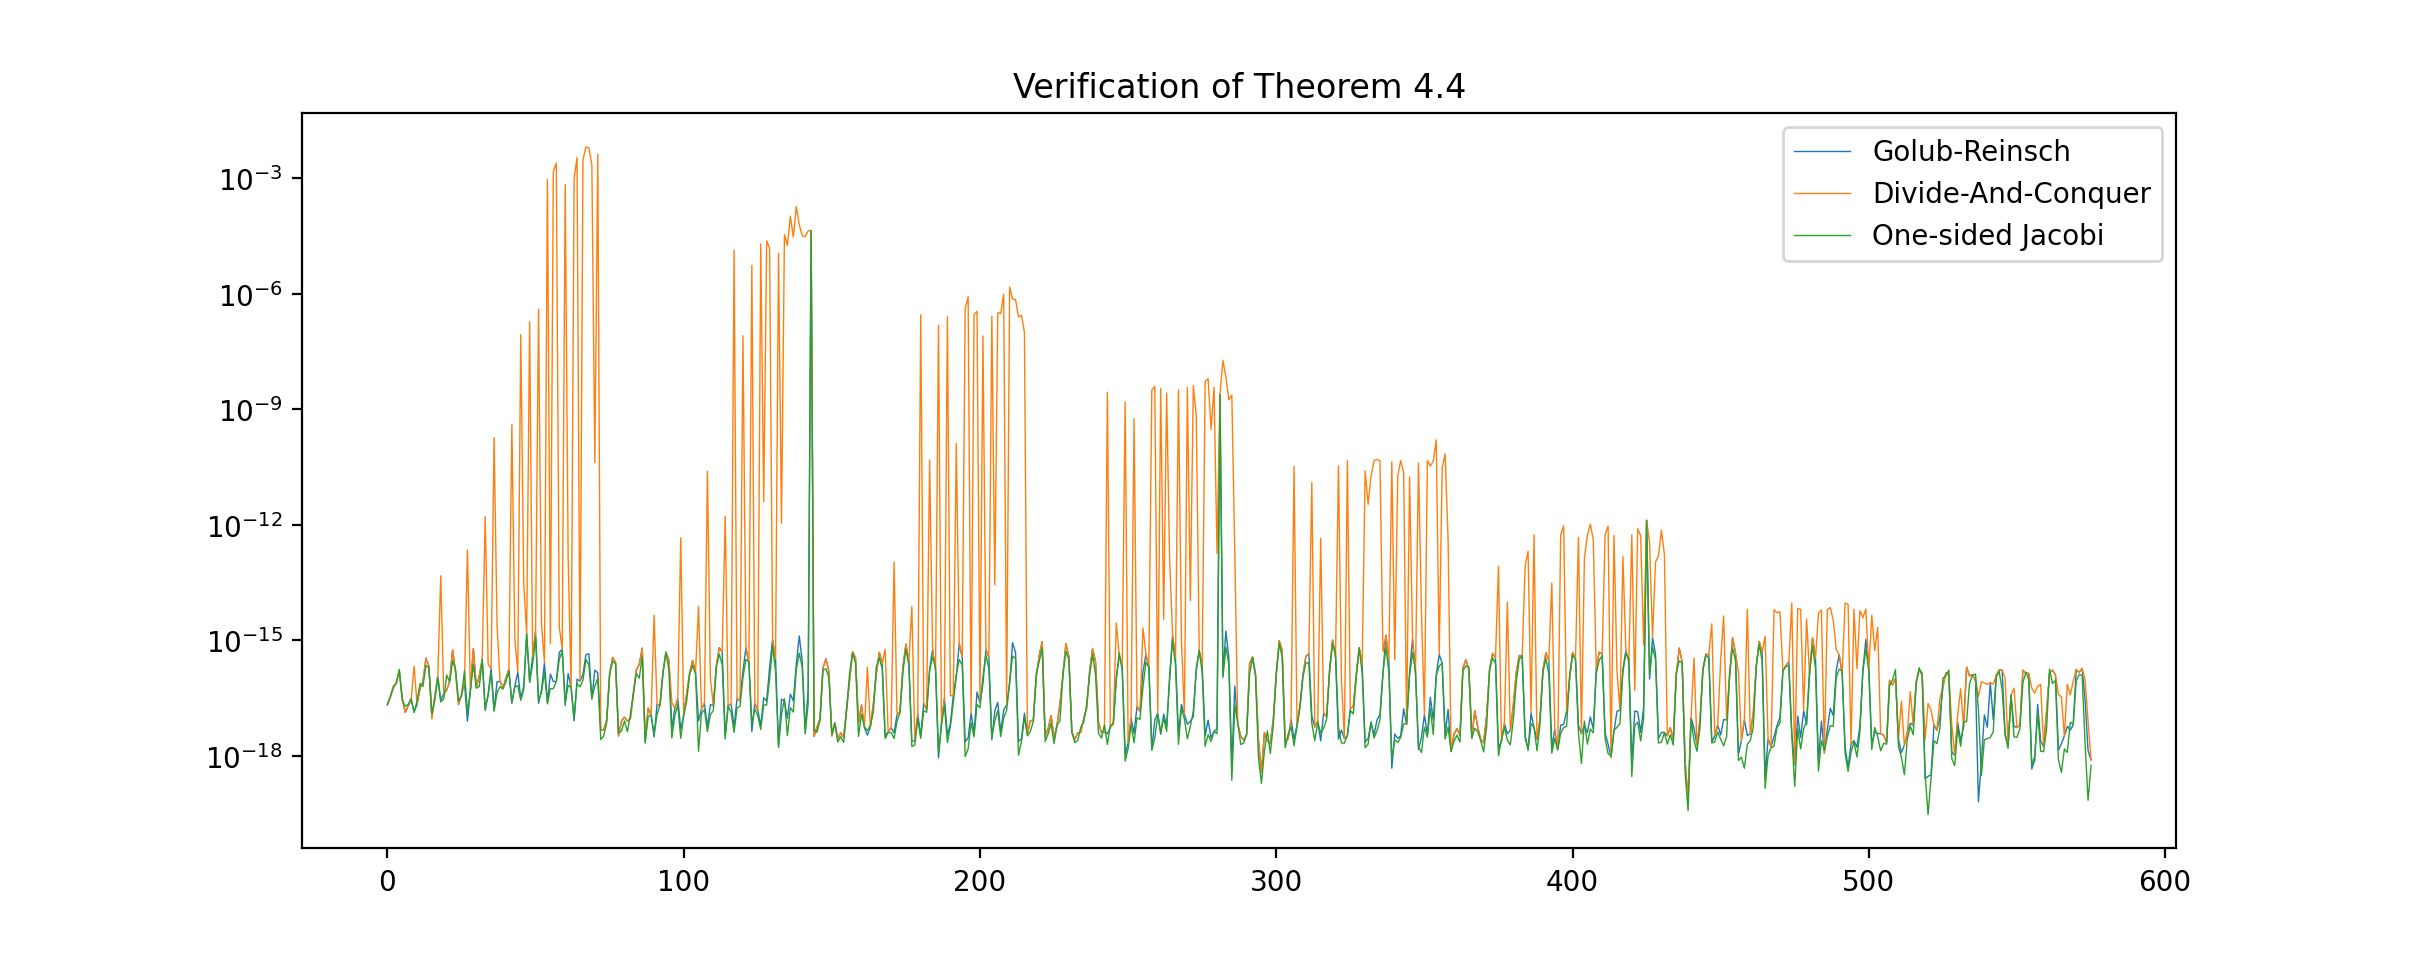 Verification of Theorem 4.4
Golub-Reinsch
Divide-And-Conquer
One-sided Jacobi
10⁻³
10⁻⁶
10⁻⁹
10⁻¹²
10⁻¹⁵
10⁻¹⁸
0 100 200 300 400 500 600